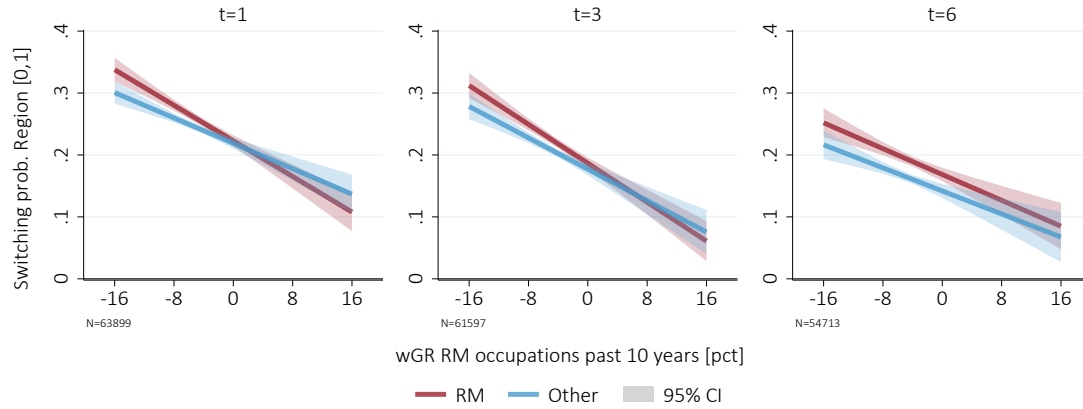 t=1
t=3
t=6
Switching prob. Region [0,1]
.4
.3
.2
.1
0
-16 -8 0 8 16
N=63899
.4
.3
.2
.1
0
-16 -8 0 8 16
N=61597
.4
.3
.2
.1
0
-16 -8 0 8 16
N=54713
wGR RM occupations past 10 years [pct]
RM Other 95% CI